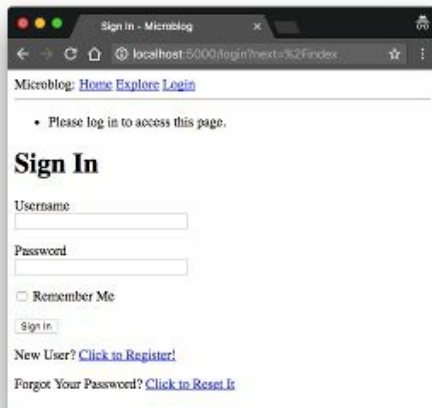 Sign In - Microblog
localhost:5000/login?next=%2Findex
Microblog: Home Explore Login
Please log in to access this page.
Sign In
Username
Password
Remember Me
Sign In
New User? Click to Register!
Forgot Your Password? Click to Reset It